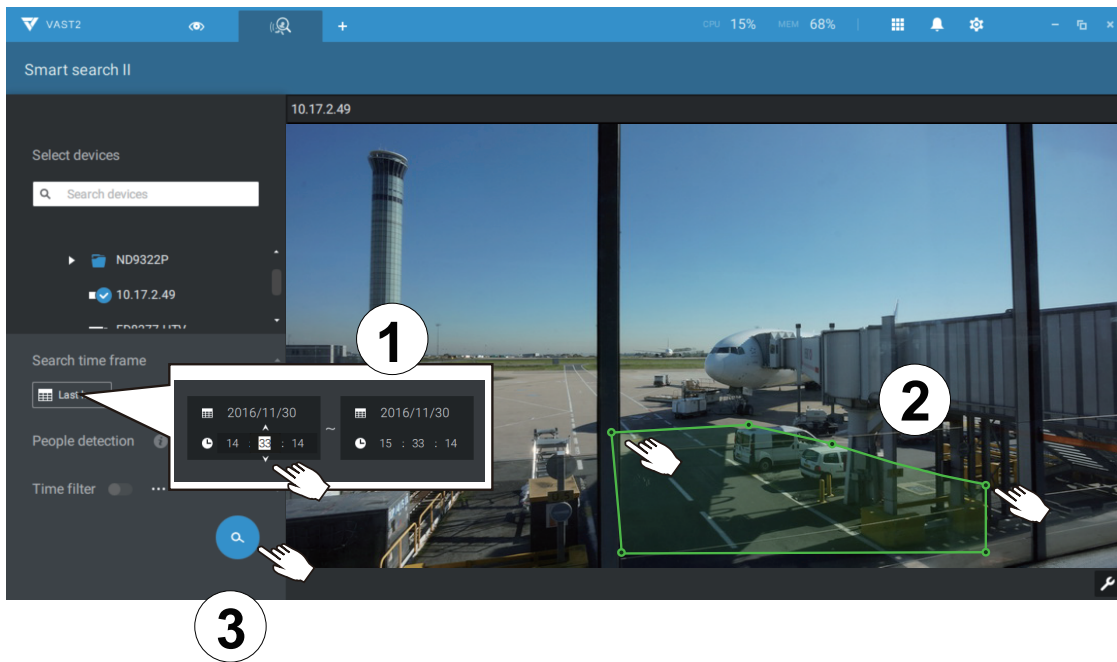 VAST2
+
CPU 15% MEM 68%
Smart search II
10.17.2.49
Select devices
Search devices
ND9322P
10.17.2.49
Search time frame
Last
1
2016/11/30
14 : 33 : 14
~
2016/11/30
15 : 33 : 14
People detection
Time filter
2
3